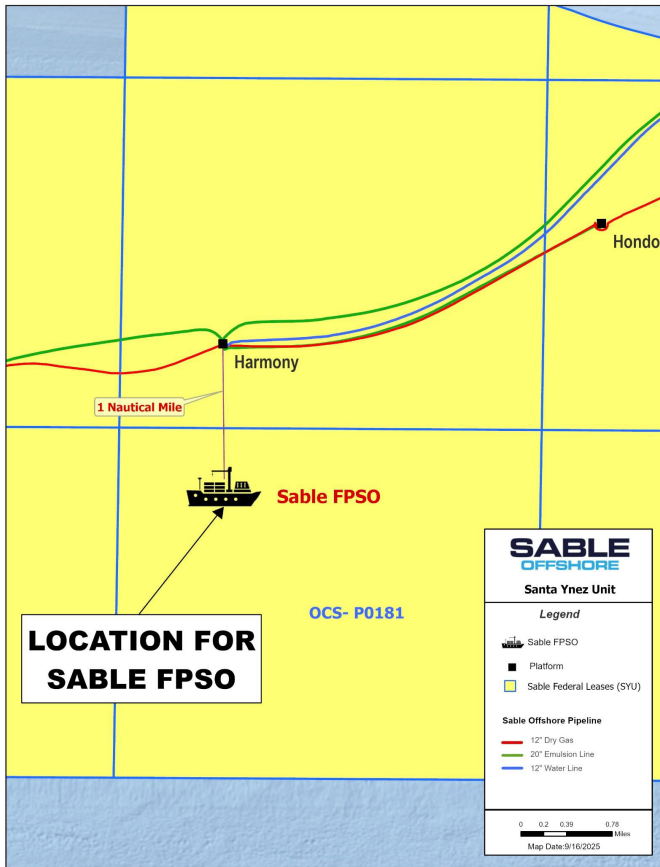 Hondo
Harmony
1 Nautical Mile
Sable FPSO
OCS- P0181
LOCATION FOR
SABLE FPSO
SABLE
OFFSHORE
Santa Ynez Unit
Legend
Sable FPSO
Platform
Sable Federal Leases (SYU)
Sable Offshore Pipeline
12" Dry Gas
20" Emulsion Line
12" Water Line
0 0.2 0.39 0.78
Miles
Map Date:9/16/2025